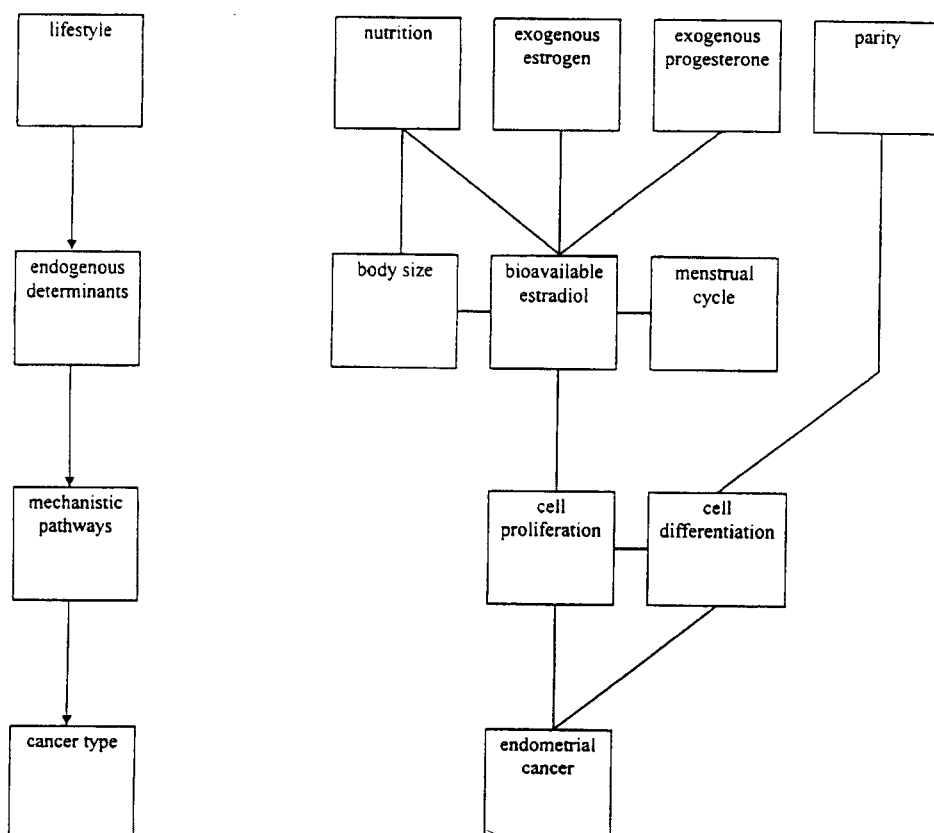 lifestyle
nutrition
exogenous
estrogen
exogenous
progesterone
parity
endogenous
determinants
body size
bioavailable
estradiol
menstrual
cycle
mechanistic
pathways
cell
proliferation
cell
differentiation
cancer type
endometrial
cancer